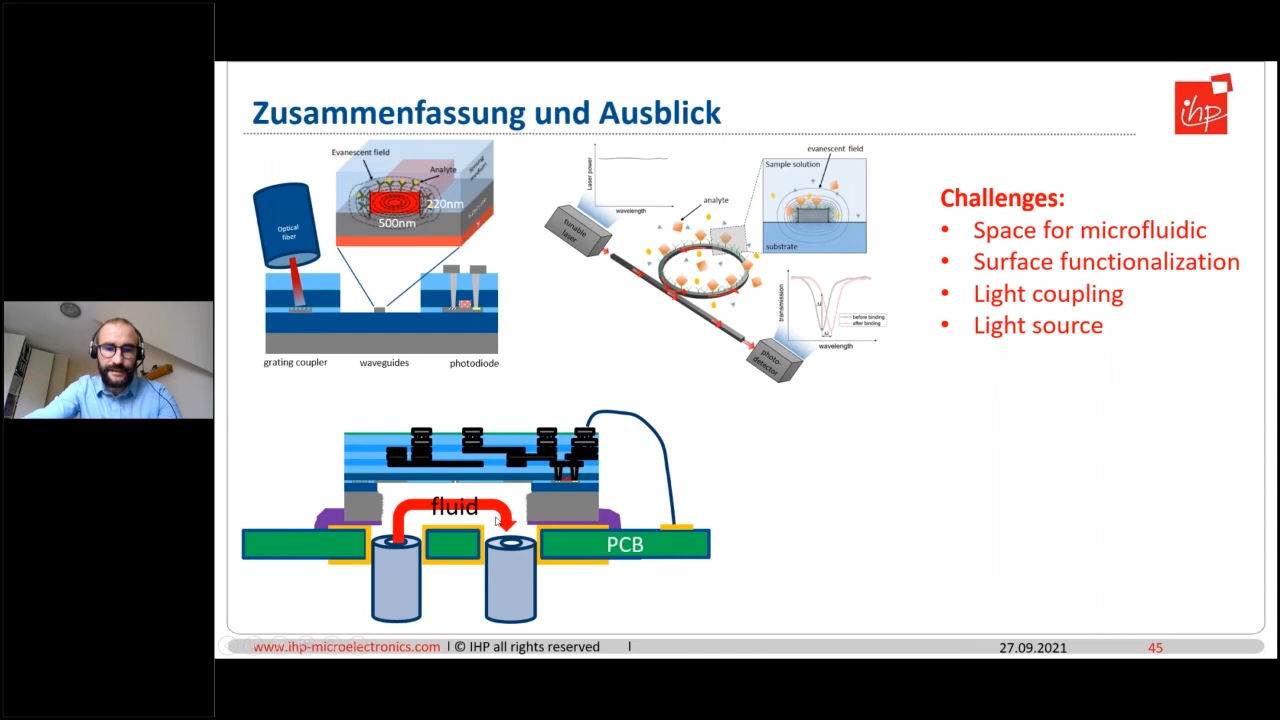 Zusammenfassung und Ausblick
ihp
Evanescent field
Analyte
220nm
500nm
Optical
fiber
grating coupler
waveguides
photodiode
Laser power
wavelength
tunable
laser
analyte
evanescent field
Sample solution
substrate
transmission
before binding
after binding
wavelength
photo-
detector
Challenges:
• Space for microfluidic
• Surface functionalization
• Light coupling
• Light source
fluid
PCB
www.ihp-microelectronics.com | © IHP all rights reserved |
27.09.2021
45